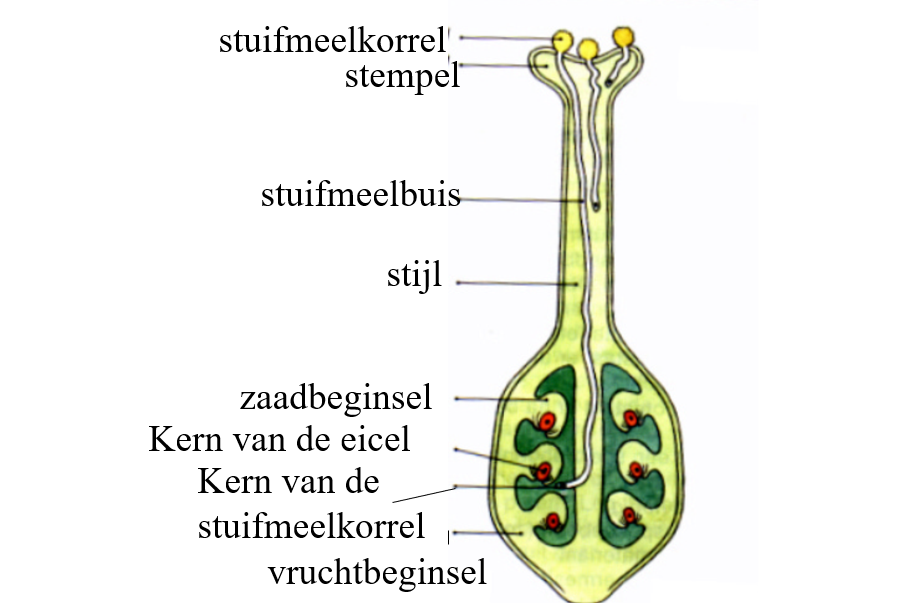 stuifmeelkorrel
stempel
stuifmeelbuis
stijl
zaadbeginsel
Kern van de eicel
Kern van de
stuifmeelkorrel
vruchtbeginsel